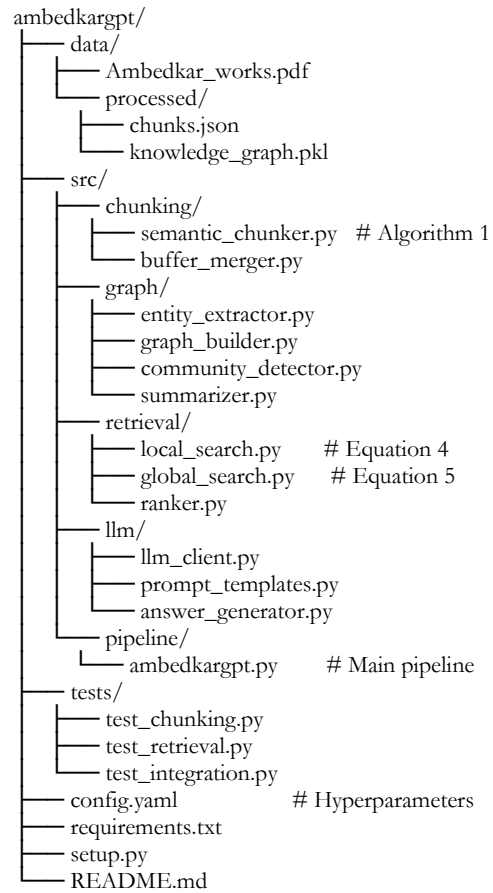 ambedkargpt/
├── data/
│   ├── Ambedkar_works.pdf
│   └── processed/
│       ├── chunks.json
│       └── knowledge_graph.pkl
├── src/
│   ├── chunking/
│   │   ├── semantic_chunker.py   # Algorithm 1
│   │   └── buffer_merger.py
│   ├── graph/
│   │   ├── entity_extractor.py
│   │   ├── graph_builder.py
│   │   ├── community_detector.py
│   │   └── summarizer.py
│   ├── retrieval/
│   │   ├── local_search.py      # Equation 4
│   │   ├── global_search.py     # Equation 5
│   │   └── ranker.py
│   ├── llm/
│   │   ├── llm_client.py
│   │   ├── prompt_templates.py
│   │   └── answer_generator.py
│   └── pipeline/
│       └── ambedkargpt.py       # Main pipeline
├── tests/
│   ├── test_chunking.py
│   ├── test_retrieval.py
│   └── test_integration.py
├── config.yaml                  # Hyperparameters
├── requirements.txt
├── setup.py
└── README.md